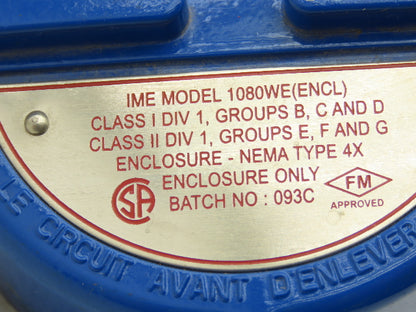 IME MODEL 1080WE(ENCL)
CLASS I DIV 1, GROUPS B, C AND D
CLASS II DIV 1, GROUPS E, F AND G
ENCLOSURE - NEMA TYPE 4X
ENCLOSURE ONLY
BATCH NO : 093C
SA
FM
APPROVED
LE CIRCUIT AVANT D'ENLEVER